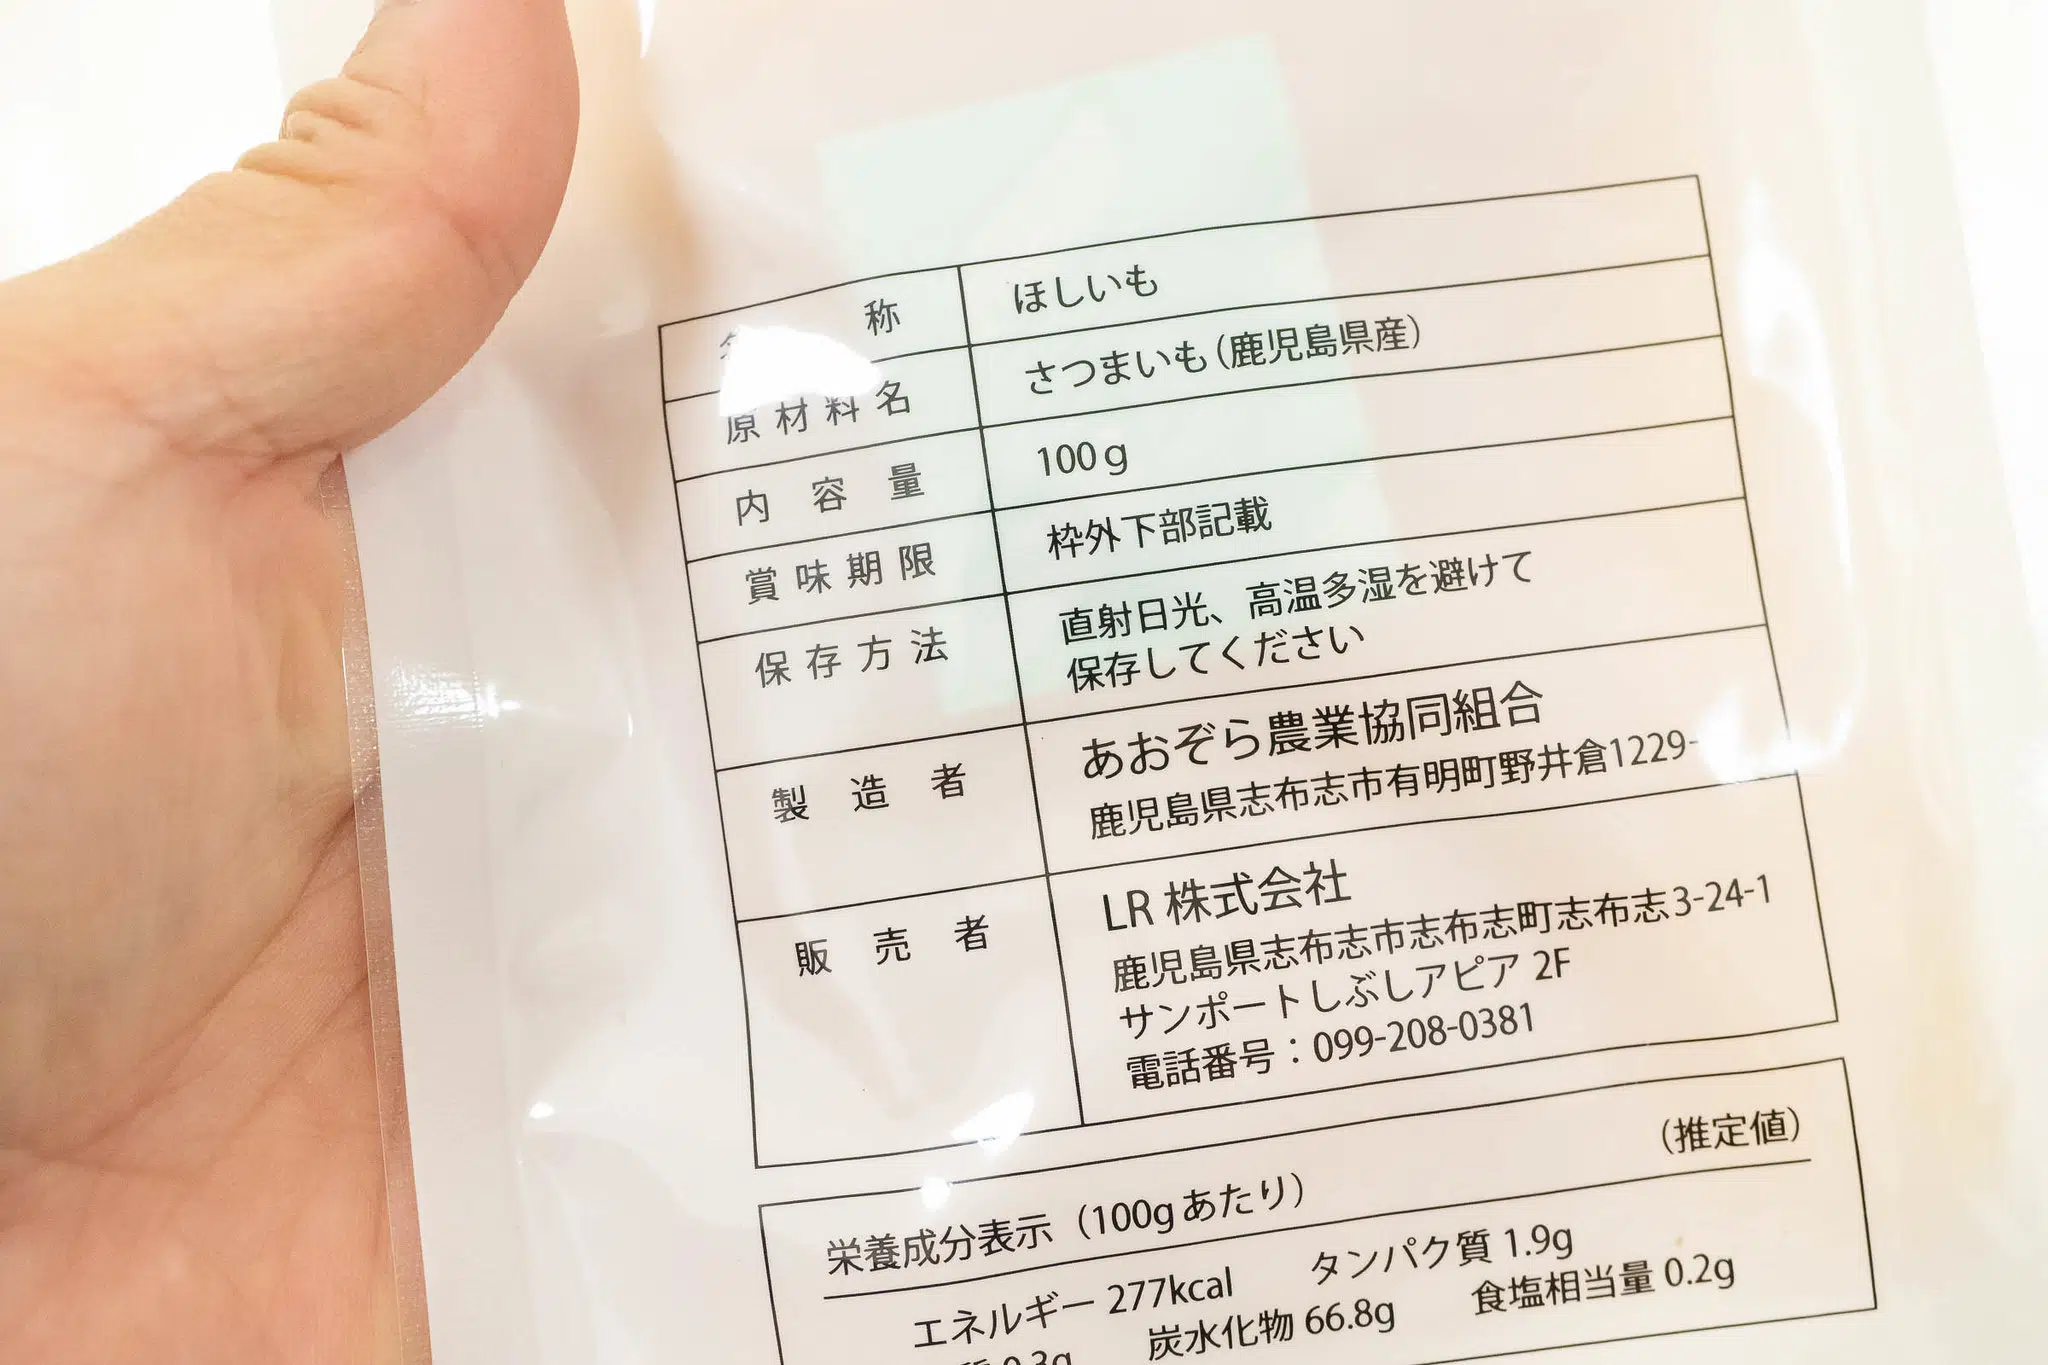 称 ほしいも
原材料名 さつまいも(鹿児島県産)
内容量 100g
賞味期限 枠外下部記載
保存方法 直射日光、高温多湿を避けて
保存してください
製造者 あおぞら農業協同組合
鹿児島県志布志市有明町野井倉1229-
販売者 LR 株式会社
鹿児島県志布志市志布志町志布志3-24-1
サンポートしぶしアピア 2F
電話番号：099-208-0381
(推定値)
栄養成分表示 (100gあたり)
エネルギー 277kcal タンパク質 1.9g
質 0.3g 炭水化物 66.8g 食塩相当量 0.2g